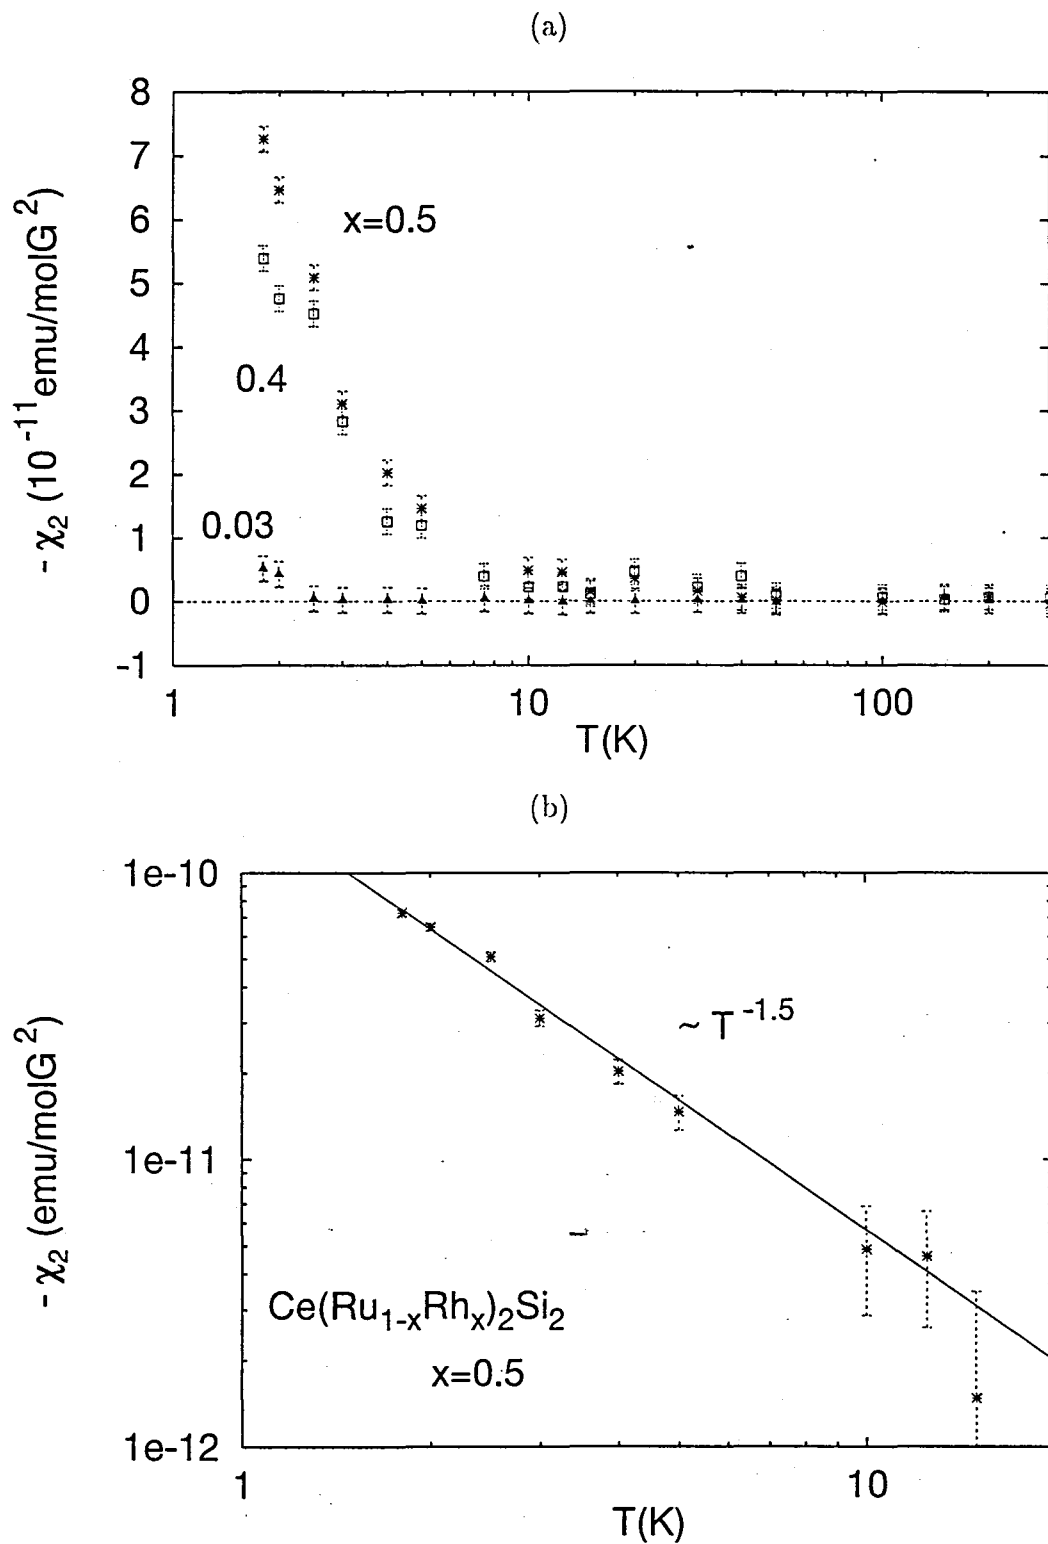 (a)
8
7
6
5
4
3
2
1
0
-1
- χ₂ (10⁻¹¹ emu/molG²)
x=0.5
0.4
0.03
1
10
100
T(K)
(b)
1e-10
1e-11
1e-12
- χ₂ (emu/molG²)
~ T⁻¹·⁵
Ce(Ru₁₋ₓRhₓ)₂Si₂
x=0.5
1
10
T(K)